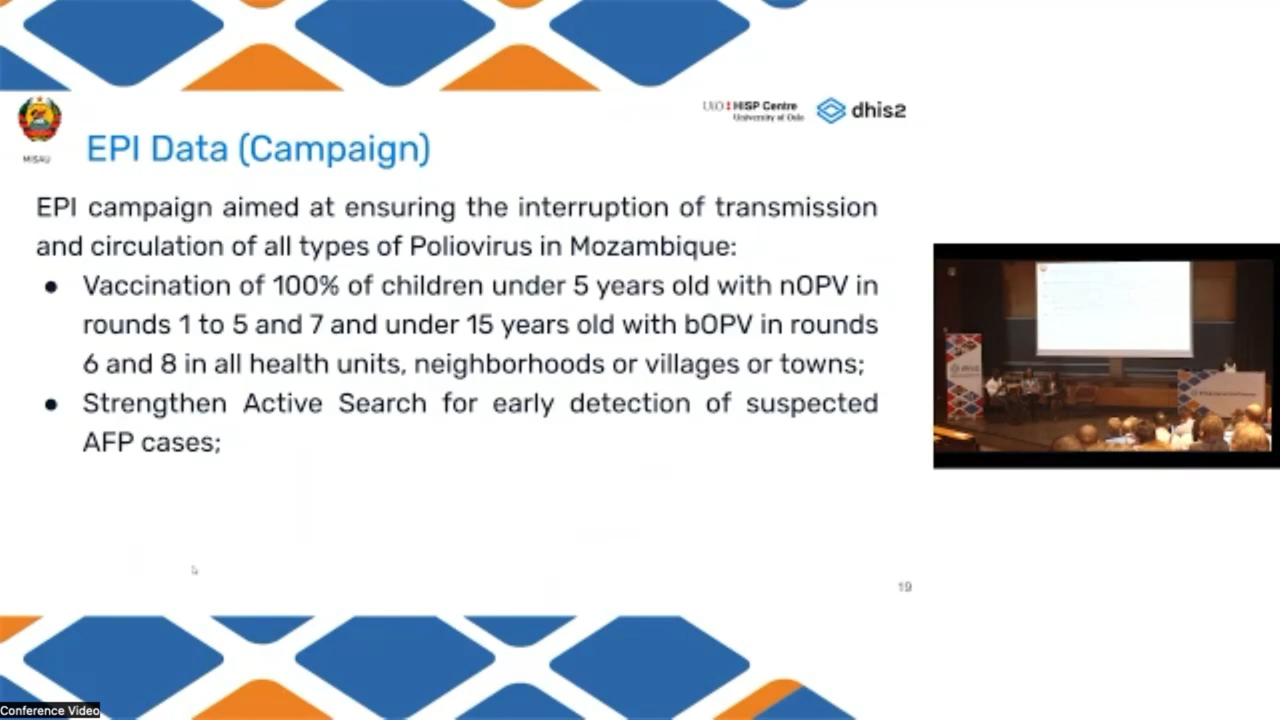 UiO HISP Centre
University of Oslo
dhis2
MISAU
EPI Data (Campaign)
EPI campaign aimed at ensuring the interruption of transmission
and circulation of all types of Poliovirus in Mozambique:
● Vaccination of 100% of children under 5 years old with nOPV in
rounds 1 to 5 and 7 and under 15 years old with bOPV in rounds
6 and 8 in all health units, neighborhoods or villages or towns;
● Strengthen Active Search for early detection of suspected
AFP cases;
dhis2
19
Conference Video